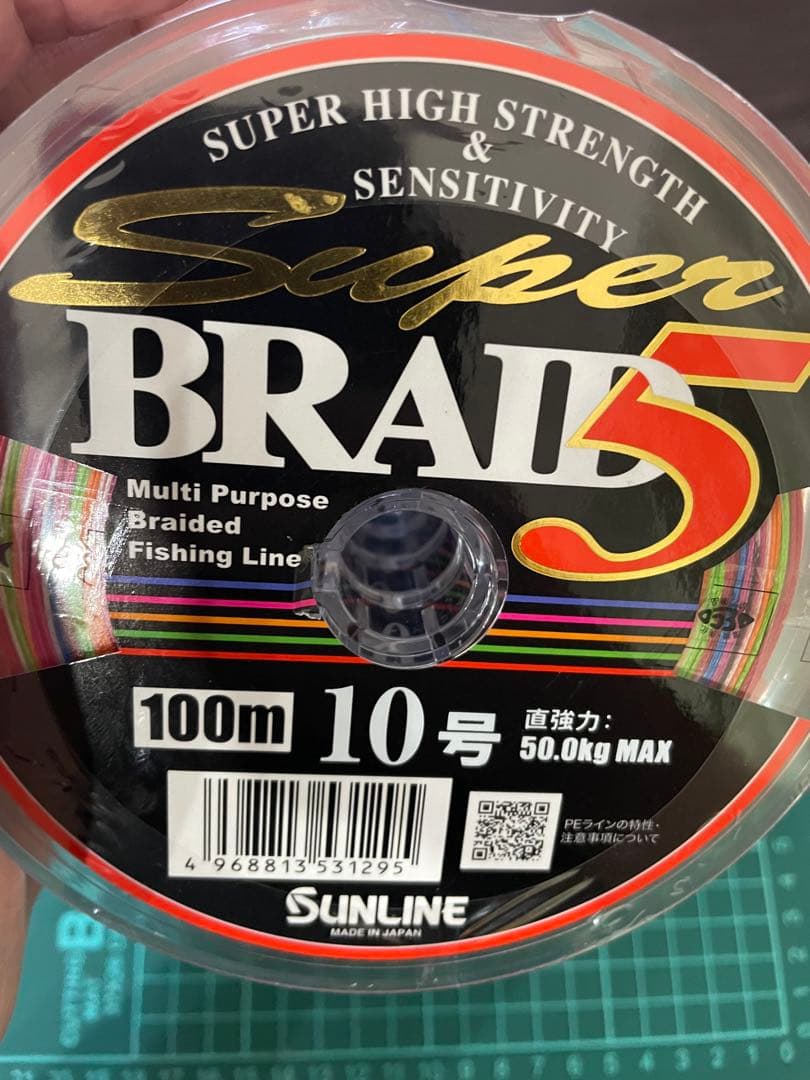 SUPER HIGH STRENGTH
&
SENSITIVITY
Super
BRAID 5
Multi Purpose
Braided
Fishing Line
100m
10号
直強力:
50.0kg MAX
4 968813 531295
PEラインの特性・
注意事項について
SUNLINE
MADE IN JAPAN